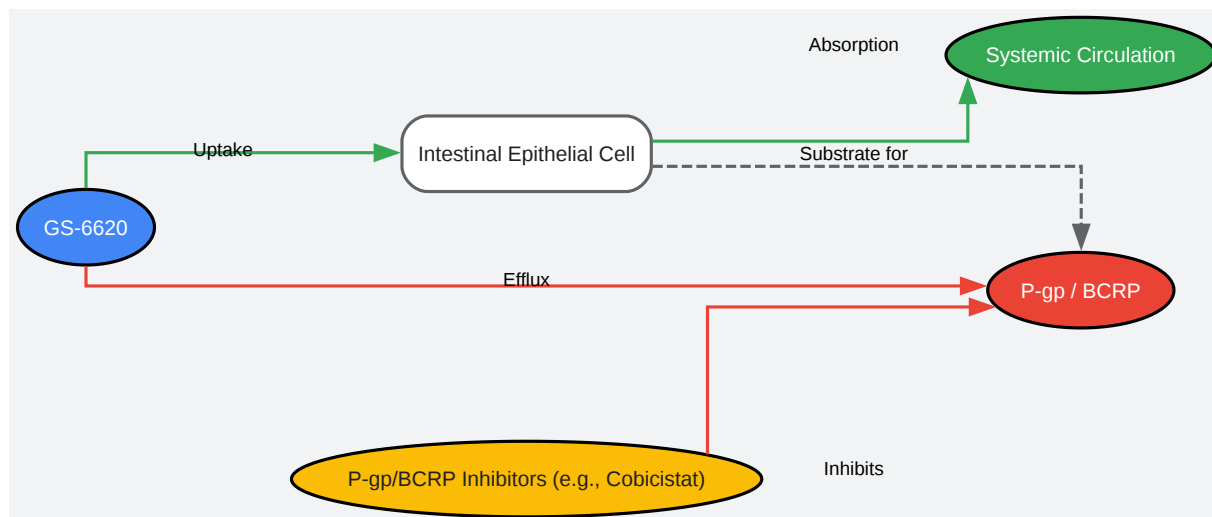 Absorption
Systemic Circulation
Uptake
Intestinal Epithelial Cell
Substrate for
GS-6620
Efflux
P-gp / BCRP
P-gp/BCRP Inhibitors (e.g., Cobicistat)
Inhibits